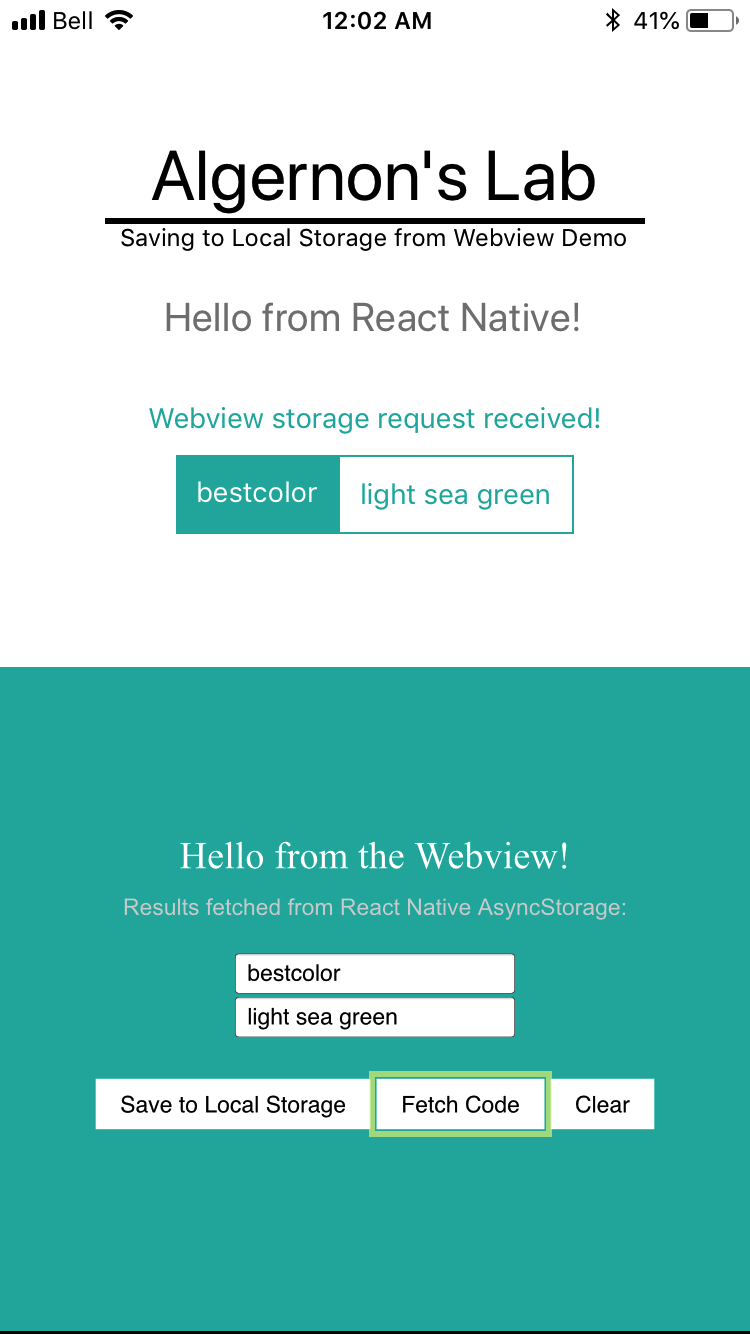 Bell 12:02 AM 41%
Algernon's Lab
Saving to Local Storage from Webview Demo
Hello from React Native!
Webview storage request received!
bestcolor light sea green
Hello from the Webview!
Results fetched from React Native AsyncStorage:
bestcolor
light sea green
Save to Local Storage Fetch Code Clear